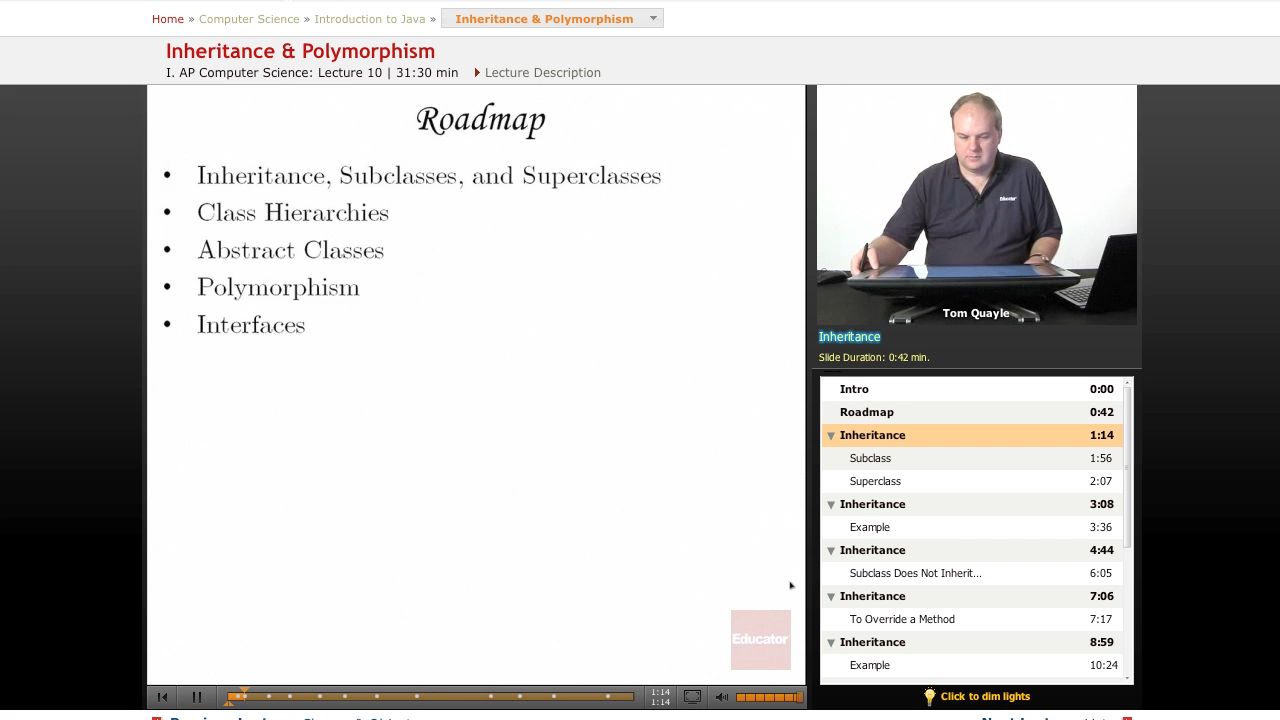 Home » Computer Science » Introduction to Java » Inheritance & Polymorphism
Inheritance & Polymorphism
I. AP Computer Science: Lecture 10 | 31:30 min Lecture Description
Roadmap
• Inheritance, Subclasses, and Superclasses
• Class Hierarchies
• Abstract Classes
• Polymorphism
• Interfaces
Educator
Educator
Tom Quayle
Inheritance
Slide Duration: 0:42 min.
Intro 0:00
Roadmap 0:42
Inheritance 1:14
Subclass 1:56
Superclass 2:07
Inheritance 3:08
Example 3:36
Inheritance 4:44
Subclass Does Not Inherit... 6:05
Inheritance 7:06
To Override a Method 7:17
Inheritance 8:59
Example 10:24
1:14
1:14
Click to dim lights